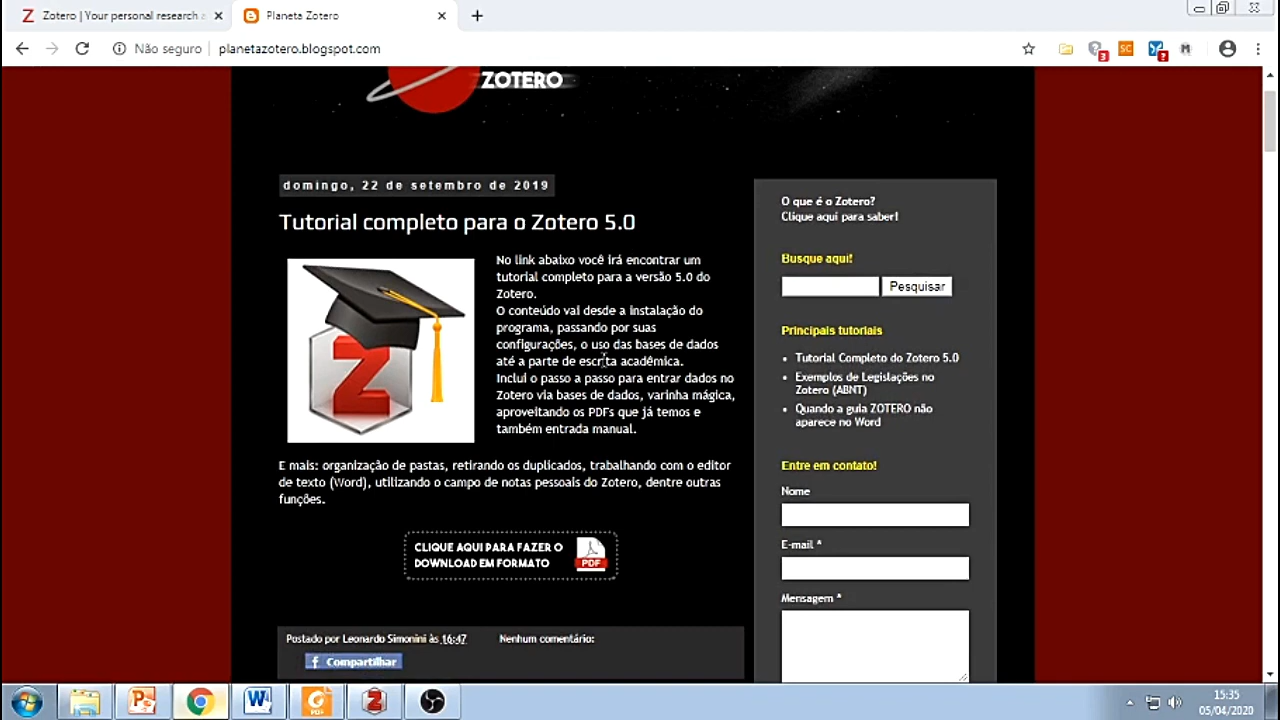 Zotero | Your personal research a
Planeta Zotero
Não seguro
planetazotero.blogspot.com
SC
3
?
ZOTERO
domingo, 22 de setembro de 2019
Tutorial completo para o Zotero 5.0
No link abaixo você irá encontrar um
tutorial completo para a versão 5.0 do
Zotero.
O conteúdo vai desde a instalação do
programa, passando por suas
configurações, o uso das bases de dados
até a parte de escrita acadêmica.
Inclui o passo a passo para entrar dados no
Zotero via bases de dados, varinha mágica,
aproveitando os PDFs que já temos e
também entrada manual.
E mais: organização de pastas, retirando os duplicados, trabalhando com o editor
de texto (Word), utilizando o campo de notas pessoais do Zotero, dentre outras
funções.
CLIQUE AQUI PARA FAZER O
DOWNLOAD EM FORMATO
PDF
Postado por Leonardo Simonini às 16:47
Nenhum comentário:
Compartilhar
O que é o Zotero?
Clique aqui para saber!
Busque aqui!
Pesquisar
Principais tutoriais
Tutorial Completo do Zotero 5.0
Exemplos de Legislações no
Zotero (ABNT)
Quando a guia ZOTERO não
aparece no Word
Entre em contato!
Nome
E-mail *
Mensagem *
15:35
05/04/2020